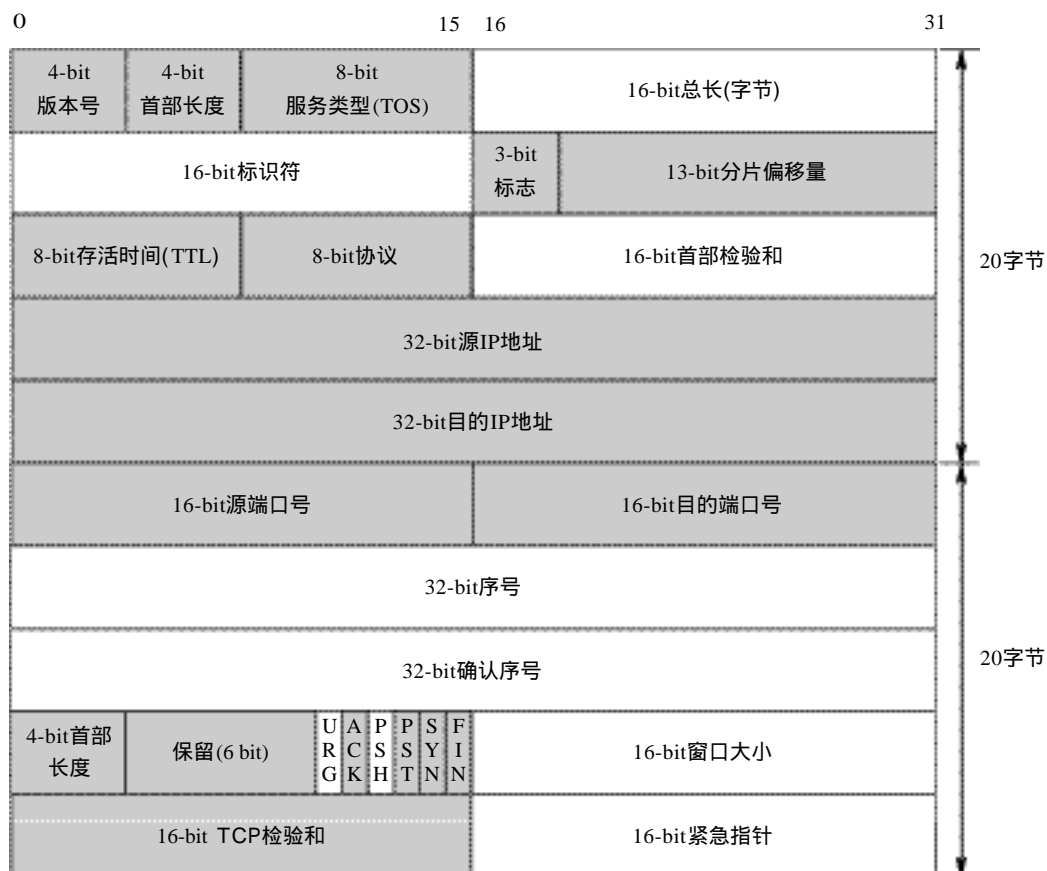 0 15 16 31
4-bit
版本号
4-bit
首部长度
8-bit
服务类型(TOS)
16-bit总长(字节)
16-bit标识符
3-bit
标志
13-bit分片偏移量
8-bit存活时间(TTL)
8-bit协议
16-bit首部检验和
20字节
32-bit源IP地址
32-bit目的IP地址
16-bit源端口号
16-bit目的端口号
32-bit序号
32-bit确认序号
20字节
4-bit首部
长度
保留(6 bit)
URG
ACK
PSH
PST
SYN
FIN
16-bit窗口大小
16-bit TCP检验和
16-bit紧急指针